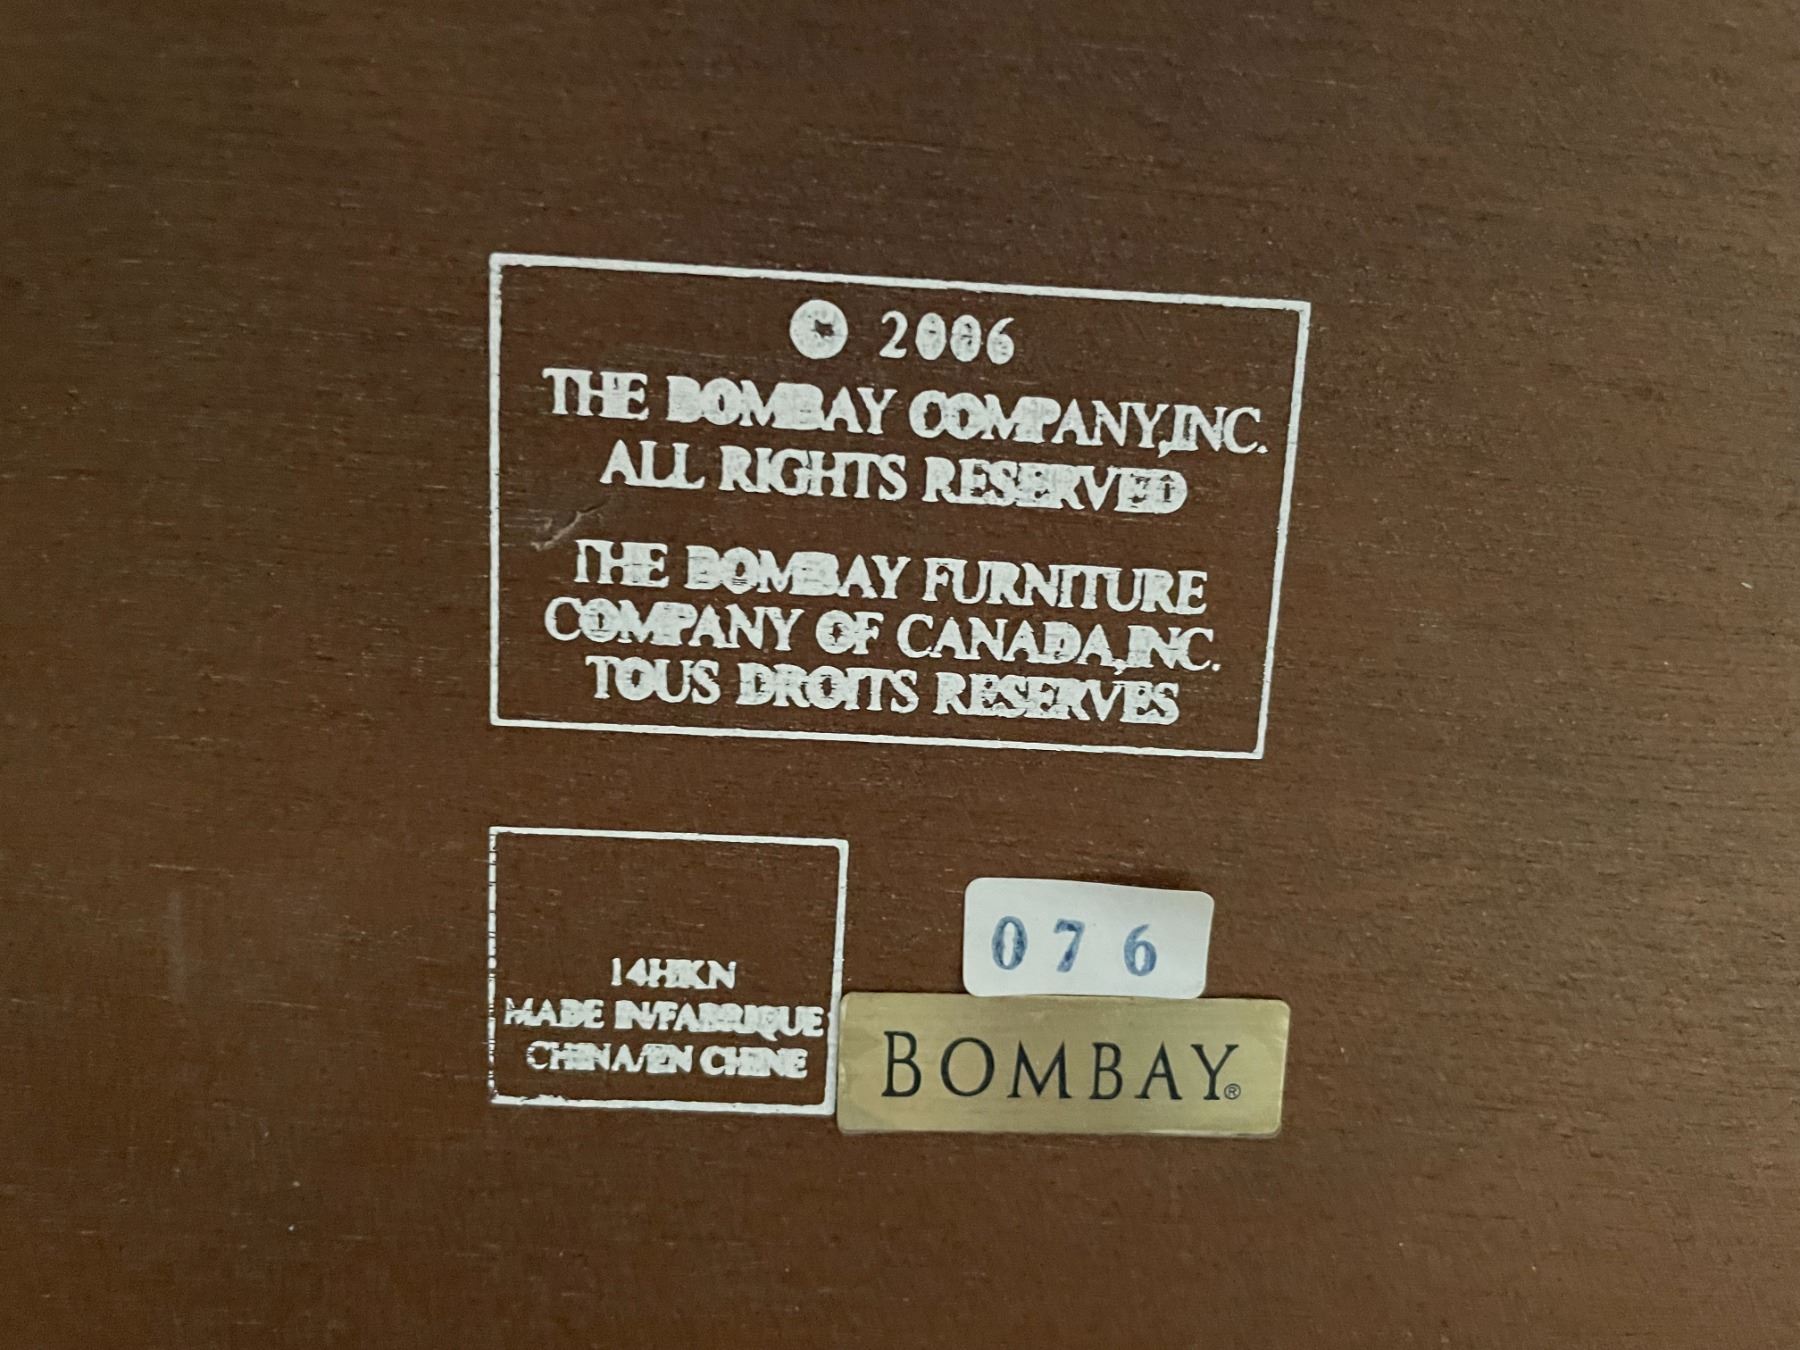 © 2006
THE BOMBAY COMPANY,INC.
ALL RIGHTS RESERVED
THE BOMBAY FURNITURE
COMPANY OF CANADA,INC.
TOUS DROITS RESERVÉS
14HKN
MADE IN/FABRIQUE
CHINA/EN CHINE
076
BOMBAY®